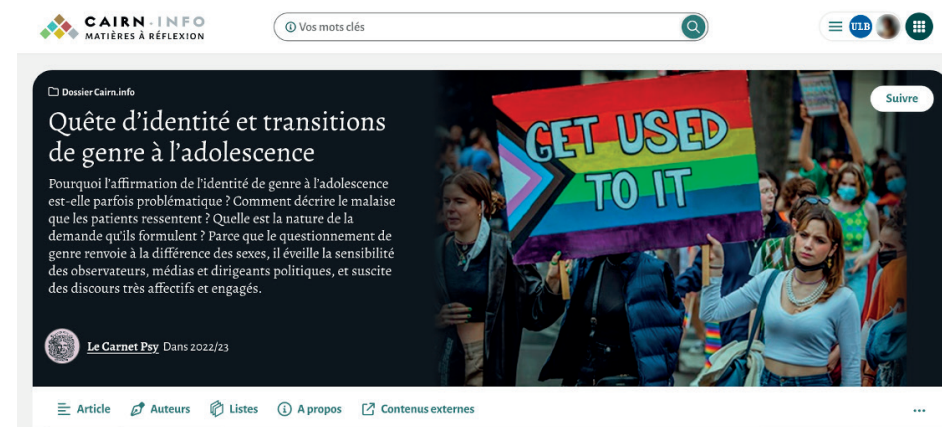 CAIRN.INFO
MATIÈRES À RÉFLEXION
Vos mots clés
ULB
Dossier Cairn.info
Suivre
Quête d'identité et transitions
de genre à l'adolescence
Pourquoi l'affirmation de l'identité de genre à l'adolescence
est-elle parfois problématique ? Comment décrire le malaise
que les patients ressentent ? Quelle est la nature de la
demande qu'ils formulent ? Parce que le questionnement de
genre renvoie à la différence des sexes, il éveille la sensibilité
des observateurs, médias et dirigeants politiques, et suscite
des discours très affectifs et engagés.
GET USED
TO IT
Le Carnet Psy Dans 2022/23
Article Auteurs Listes A propos Contenus externes